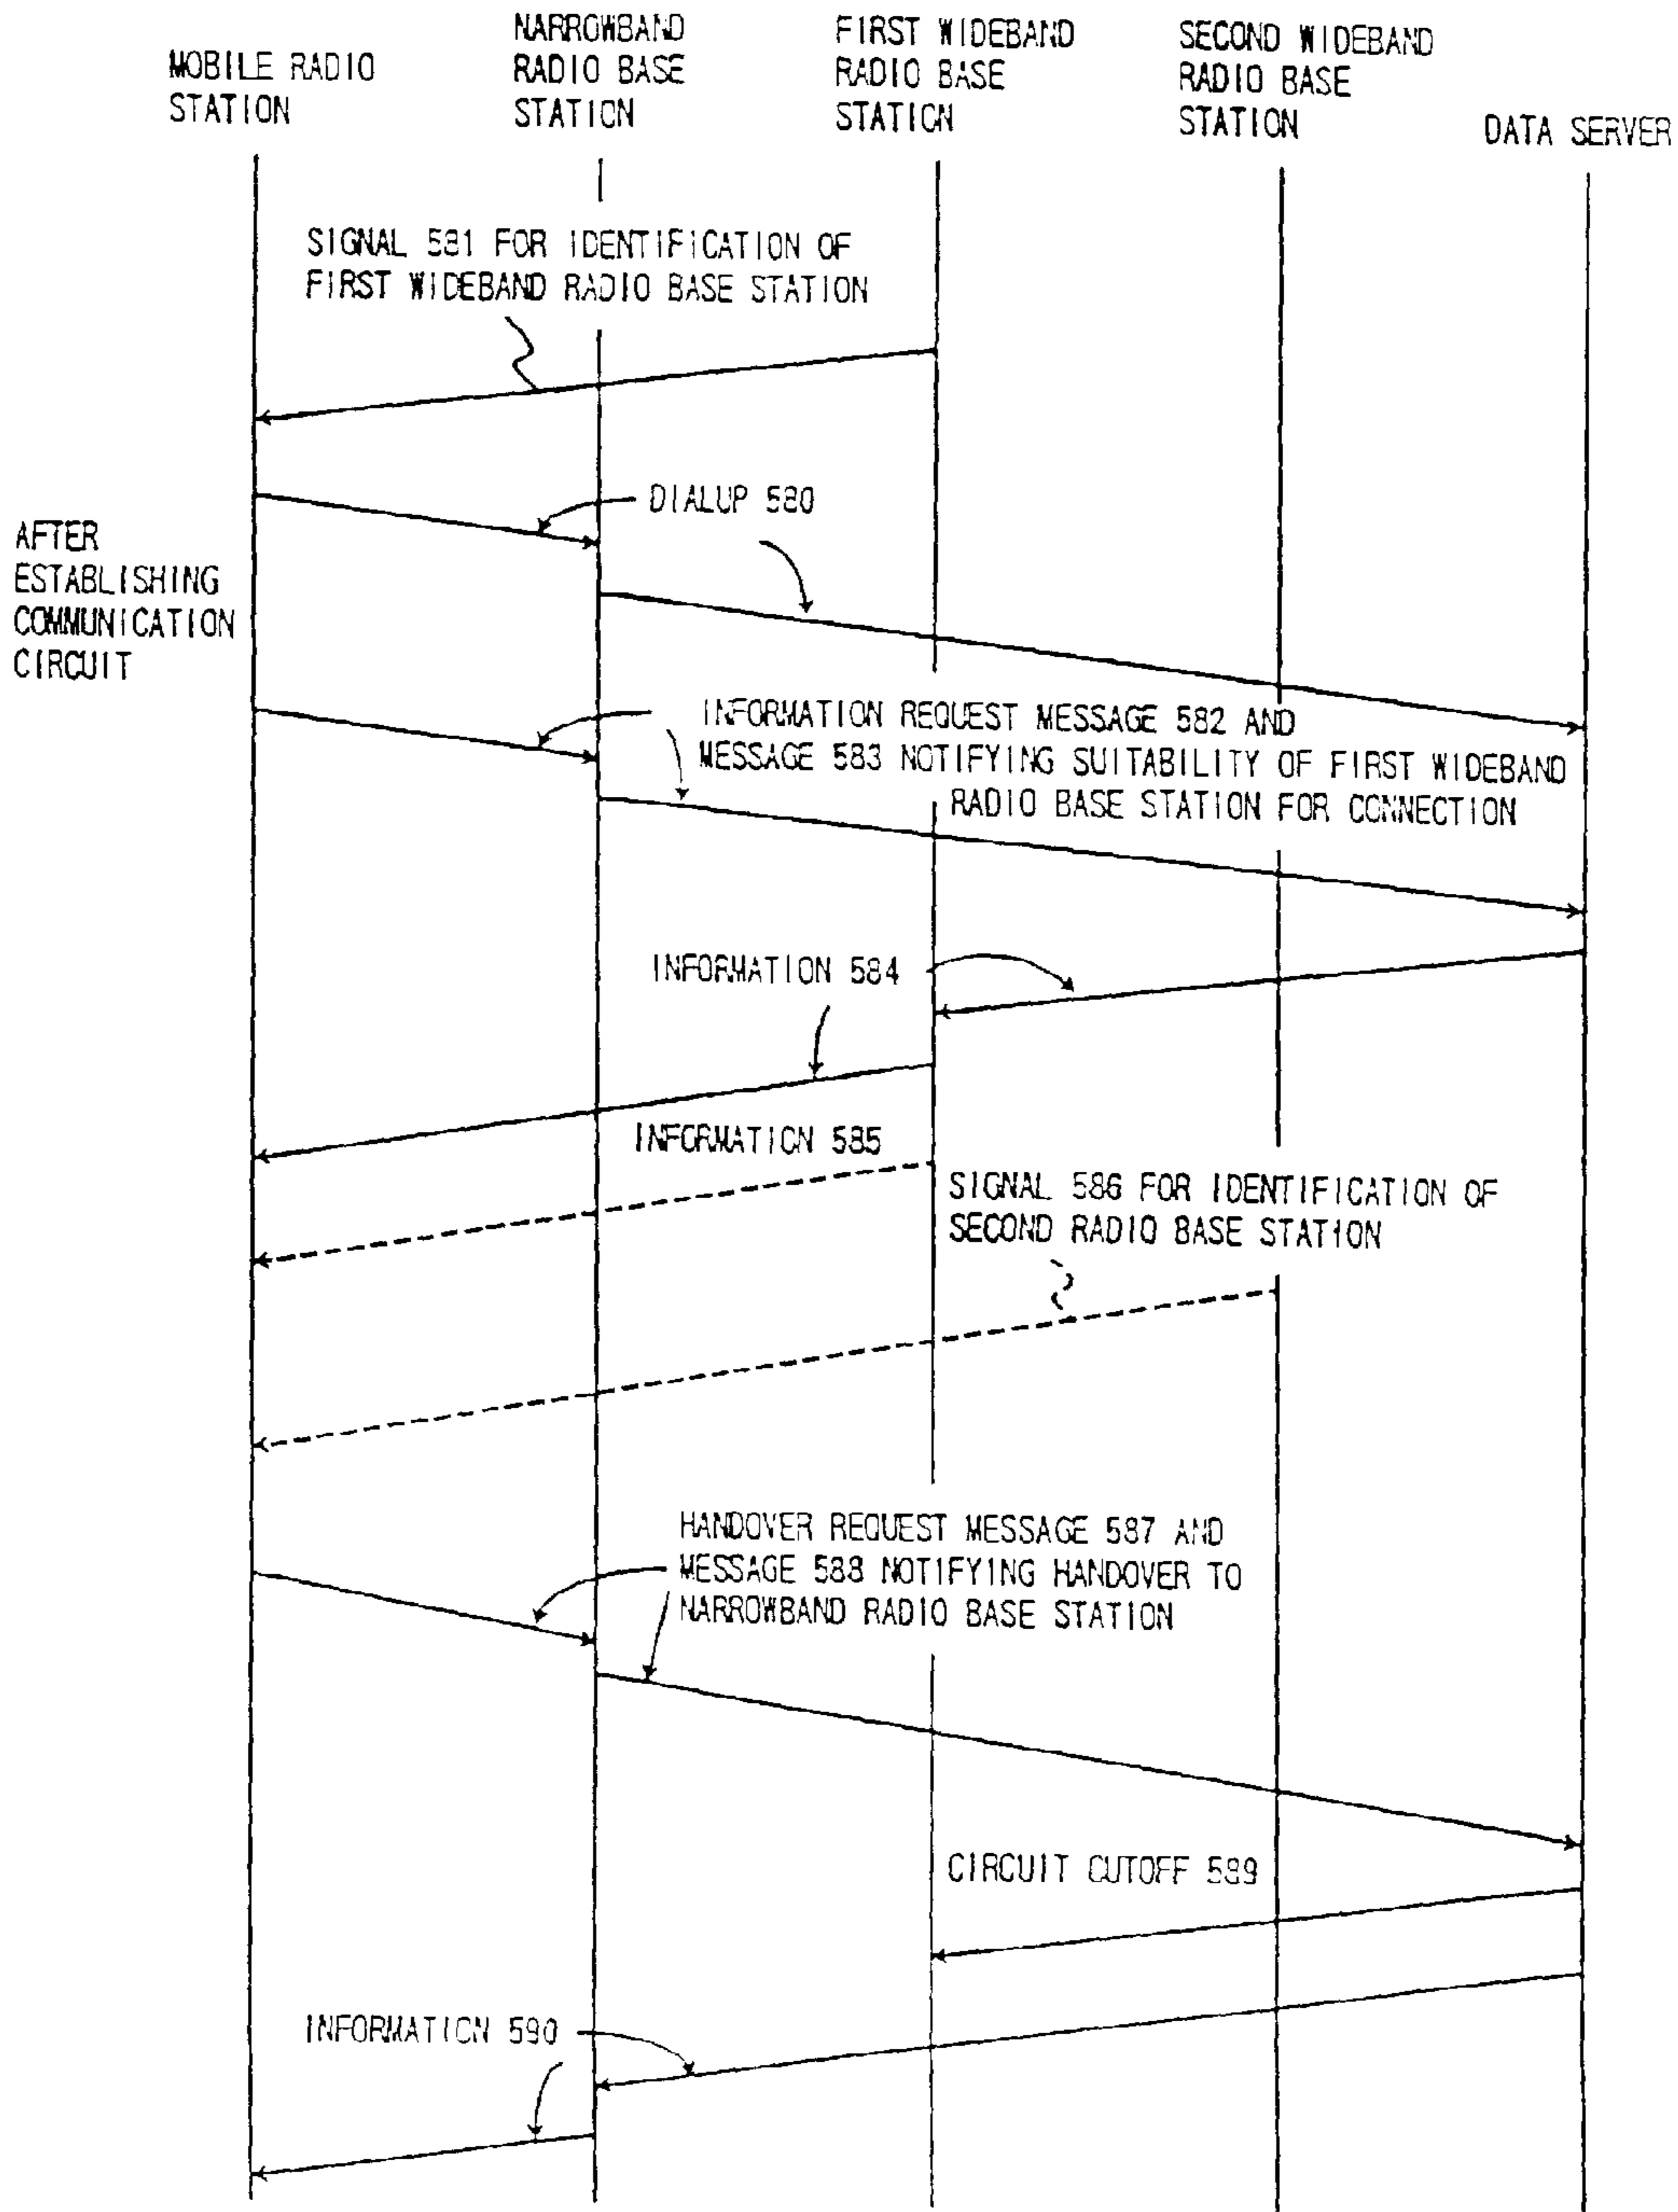 MOBILE RADIO
STATION
NARROWBAND
RADIO BASE
STATION
FIRST WIDEBAND
RADIO BASE
STATION
SECOND WIDEBAND
RADIO BASE
STATION
DATA SERVER
SIGNAL 581 FOR IDENTIFICATION OF
FIRST WIDEBAND RADIO BASE STATION
DIALUP 580
AFTER
ESTABLISHING
COMMUNICATION
CIRCUIT
INFORMATION REQUEST MESSAGE 582 AND
MESSAGE 583 NOTIFYING SUITABILITY OF FIRST WIDEBAND
RADIO BASE STATION FOR CONNECTION
INFORMATION 584
INFORMATION 585
SIGNAL 586 FOR IDENTIFICATION OF
SECOND RADIO BASE STATION
HANDOVER REQUEST MESSAGE 587 AND
MESSAGE 588 NOTIFYING HANDOVER TO
NARROWBAND RADIO BASE STATION
CIRCUIT CUTOFF 589
INFORMATION 590